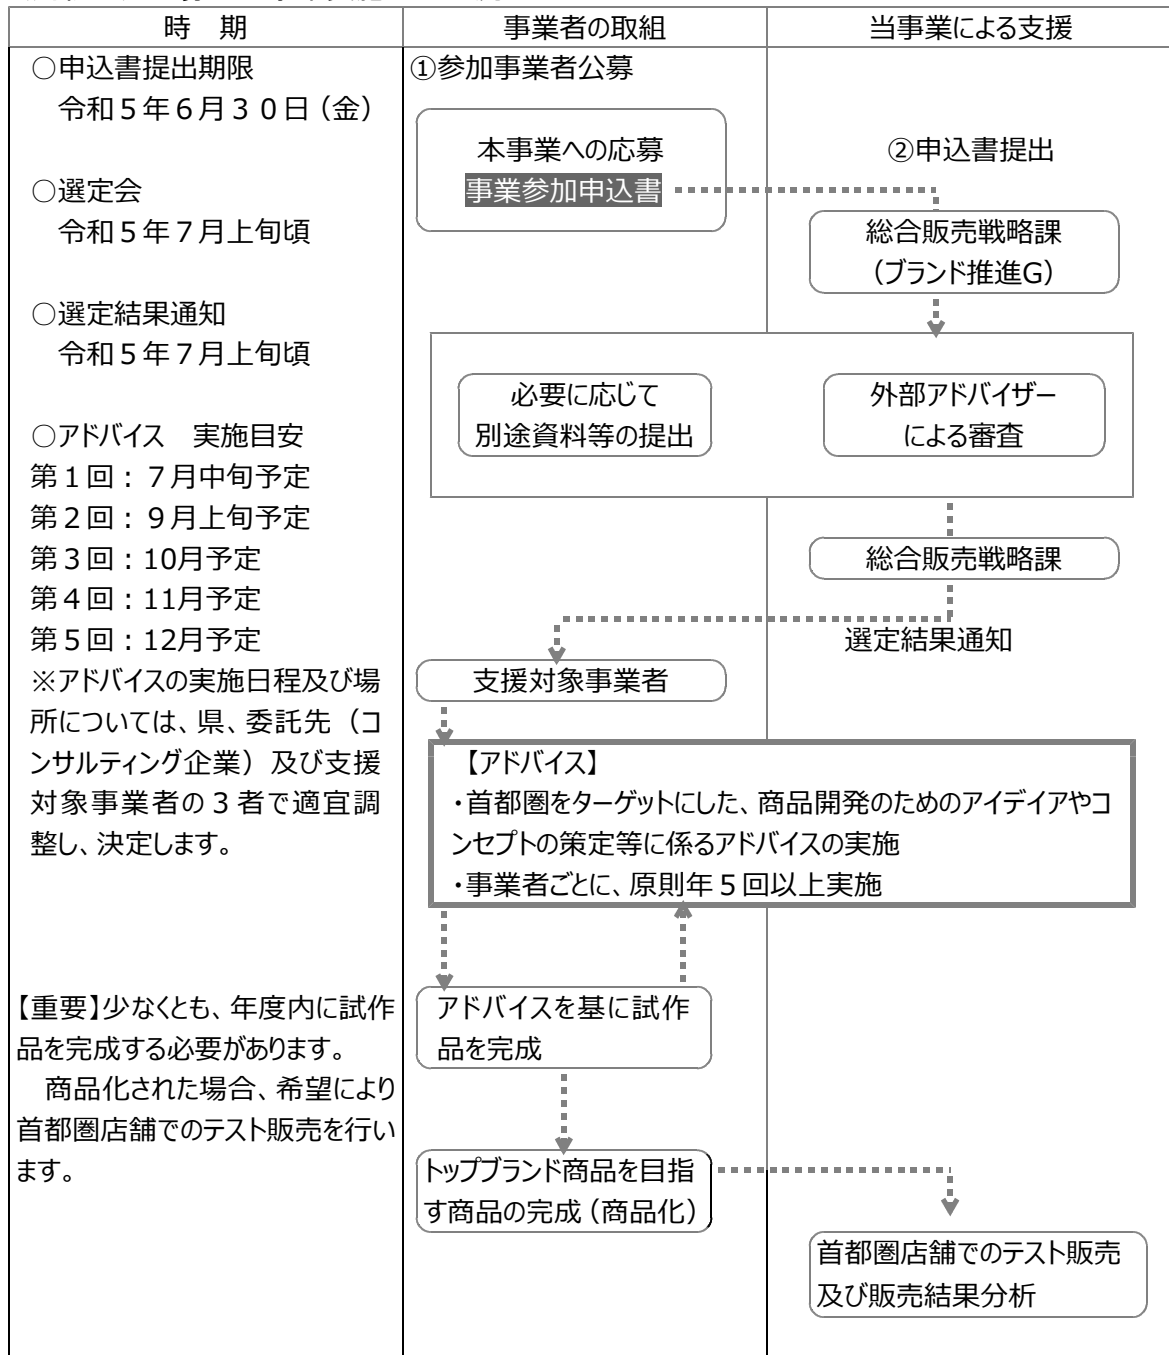 時　期
事業者の取組
当事業による支援
○申込書提出期限
令和５年６月３０日（金）
○選定会
令和５年７月上旬頃
○選定結果通知
令和５年７月上旬頃
○アドバイス　実施目安
第１回：７月中旬予定
第２回：９月上旬予定
第３回：10月予定
第４回：11月予定
第５回：12月予定
※アドバイスの実施日程及び場
所については、県、委託先（コ
ンサルティング企業）及び支援
対象事業者の３者で適宜調
整し、決定します。
【重要】少なくとも、年度内に試作
品を完成する必要があります。
商品化された場合、希望により
首都圏店舗でのテスト販売を行い
ます。
①参加事業者公募
本事業への応募
事業参加申込書
②申込書提出
総合販売戦略課
（ブランド推進G）
必要に応じて
別途資料等の提出
外部アドバイザー
による審査
総合販売戦略課
選定結果通知
支援対象事業者
【アドバイス】
・首都圏をターゲットにした、商品開発のためのアイデイアやコ
ンセプトの策定等に係るアドバイスの実施
・事業者ごとに、原則年５回以上実施
アドバイスを基に試作
品を完成
トップブランド商品を目指
す商品の完成（商品化）
首都圏店舗でのテスト販売
及び販売結果分析